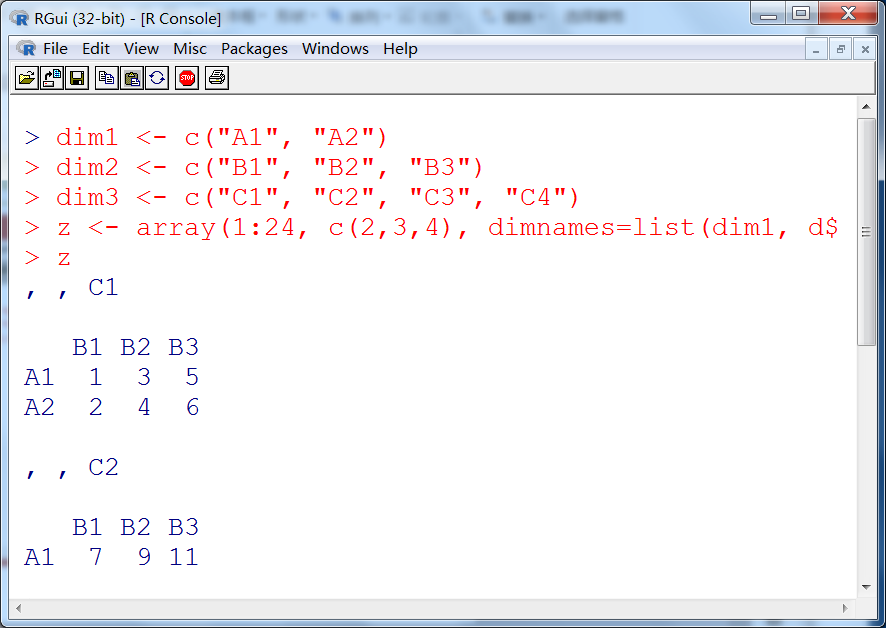 RGui (32-bit) - [R Console]
R File Edit View Misc Packages Windows Help
STOP
> dim1 <- c("A1", "A2")
> dim2 <- c("B1", "B2", "B3")
> dim3 <- c("C1", "C2", "C3", "C4")
> z <- array(1:24, c(2,3,4), dimnames=list(dim1, d$
> z
, , C1
B1 B2 B3
A1 1 3 5
A2 2 4 6
, , C2
B1 B2 B3
A1 7 9 11